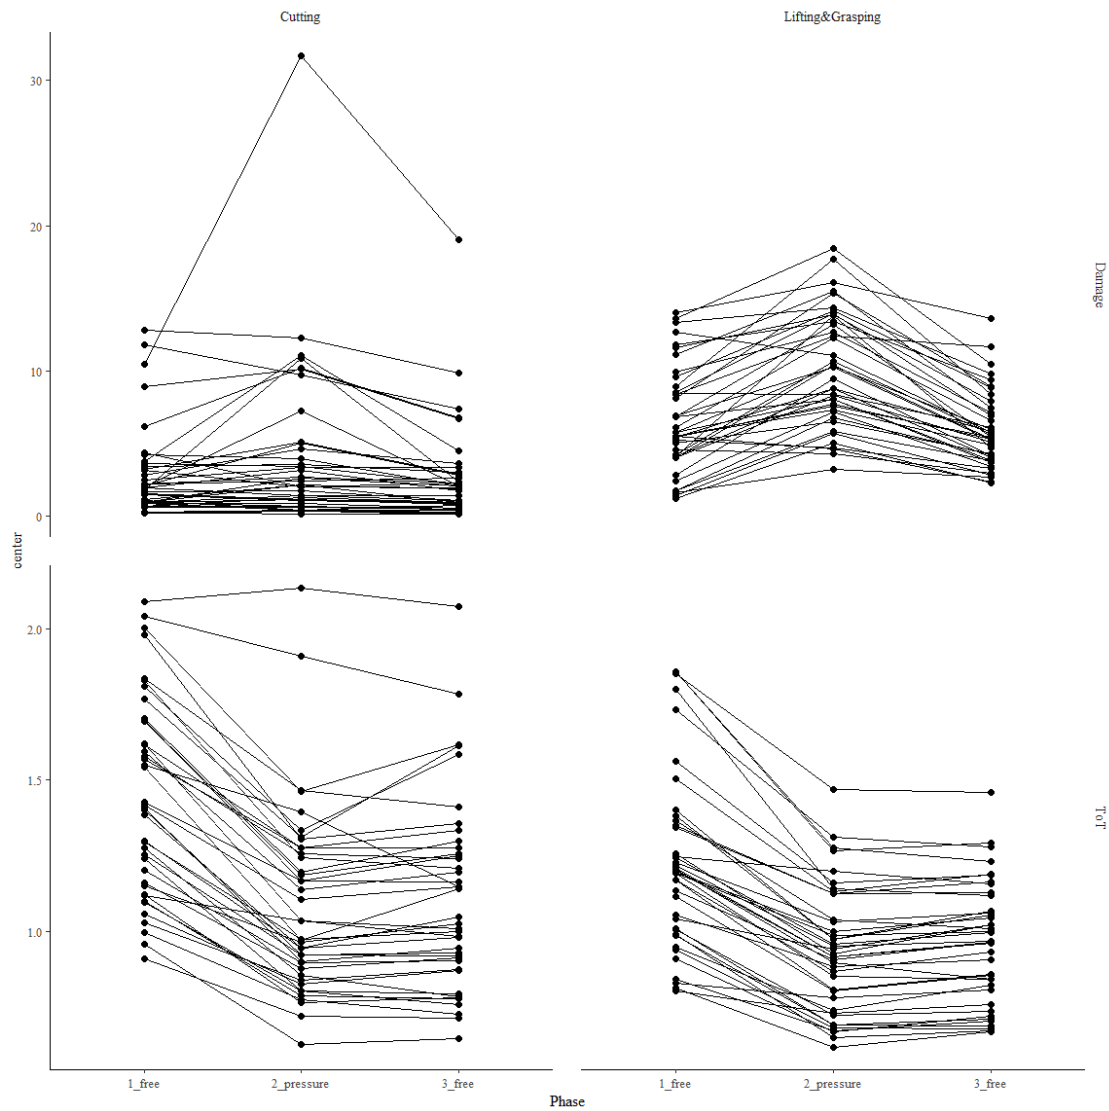 Cutting
Lifting&Grasping
30
20
10
0
Damage
center
2.0
1.5
1.0
ToT
1_free
2_pressure
3_free
1_free
2_pressure
3_free
Phase